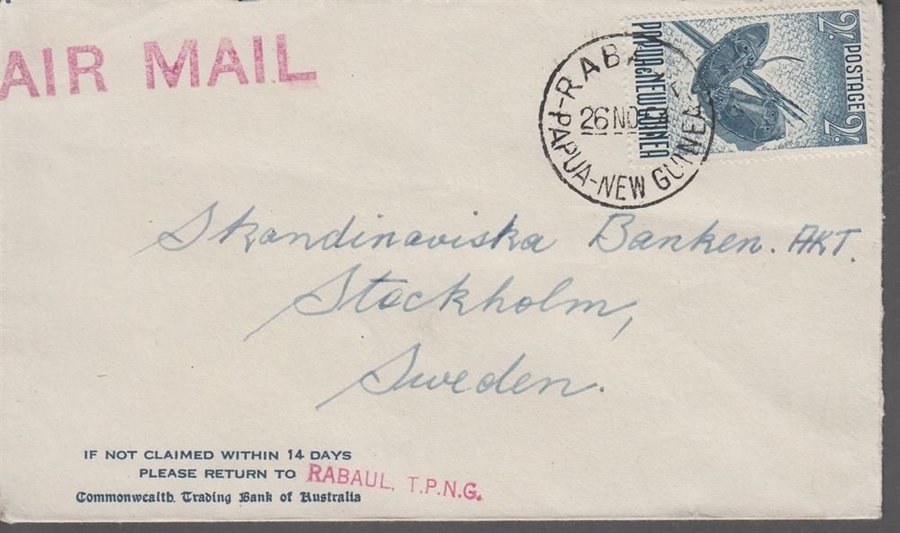 AIR MAIL
POSTAGE
2/- 2/-
PAPUA & NEW GUINEA
RABA
26 NO
PAPUA-NEW GUINEA
Skandinaviska Banken. AKT.
Stockholm,
Sweden.
IF NOT CLAIMED WITHIN 14 DAYS
PLEASE RETURN TO RABAUL, T.P.N.G.
Commonwealth Trading Bank of Australia